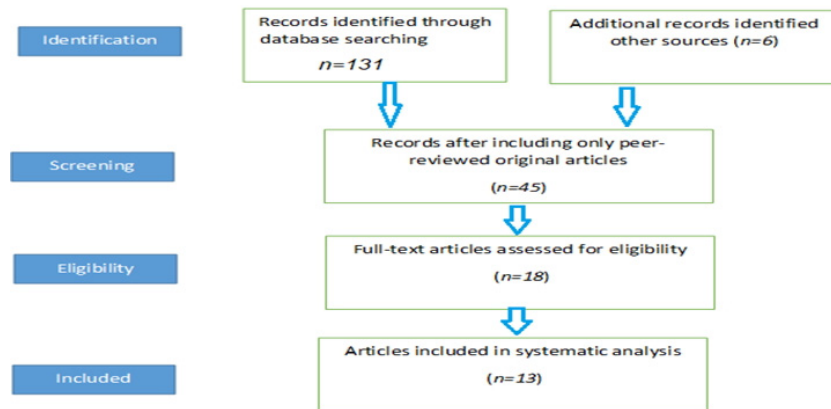 Identification
Records identified through
database searching
n=131
Additional records identified
other sources (n=6)
Screening
Records after including only peer-
reviewed original articles
(n=45)
Eligibility
Full-text articles assessed for eligibility
(n=18)
Included
Articles included in systematic analysis
(n=13)